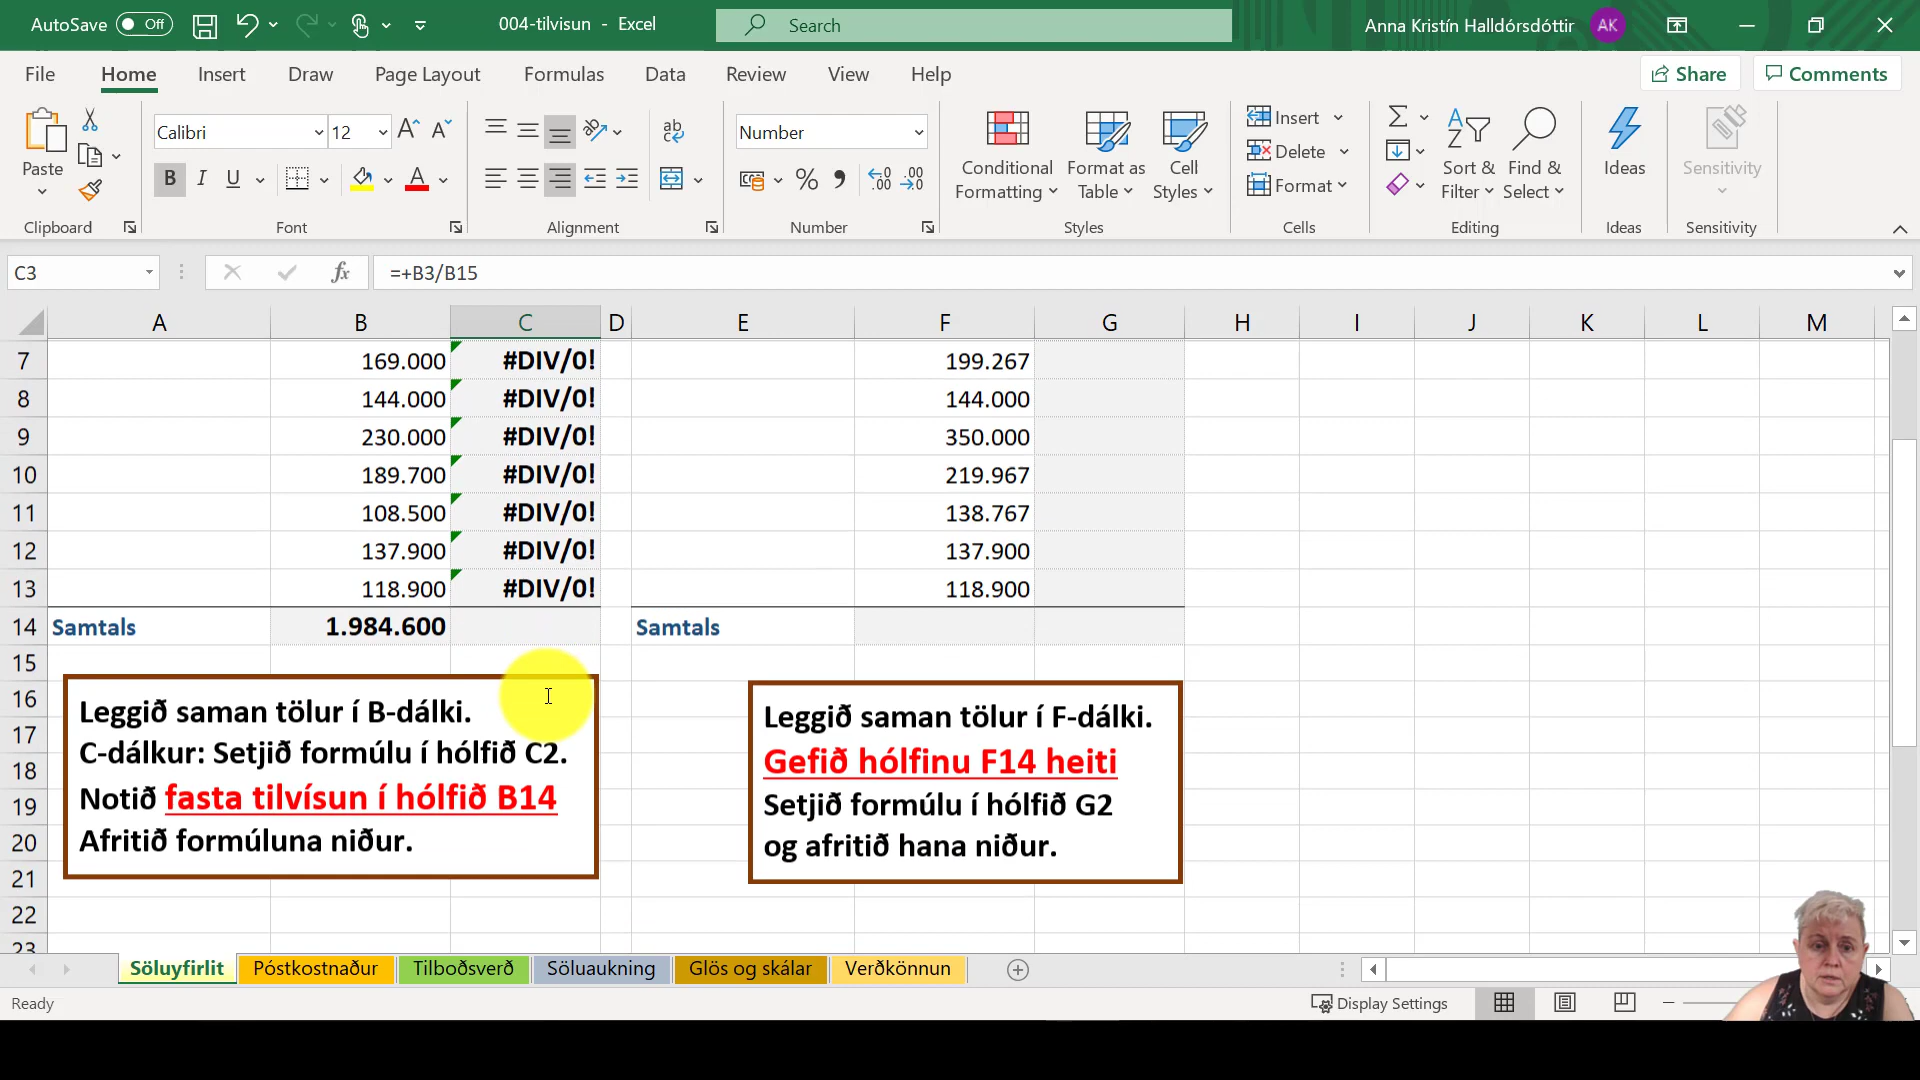 AutoSave Off 004-tilvisun - Excel Search Anna Kristín Halldórsdóttir AK
File Home Insert Draw Page Layout Formulas Data Review View Help Share Comments
Calibri 12 Number
Paste Conditional Formatting Format as Table Cell Styles Insert Delete Format Sort & Filter Find & Select Ideas Sensitivity
Clipboard Font Alignment Number Styles Cells Editing Ideas Sensitivity
C3 fx =+B3/B15
A B C D E F G H I J K L M
7 169.000 #DIV/0! 199.267
8 144.000 #DIV/0! 144.000
9 230.000 #DIV/0! 350.000
10 189.700 #DIV/0! 219.967
11 108.500 #DIV/0! 138.767
12 137.900 #DIV/0! 137.900
13 118.900 #DIV/0! 118.900
14 Samtals 1.984.600 Samtals
15
16
17
18
19
20
21
22
23
Leggið saman tölur í B-dálki.
C-dálkur: Setjið formúlu í hólfið C2.
Notið fasta tilvísun í hólfið B14
Afritið formúluna niður.
Leggið saman tölur í F-dálki.
Gefið hólfinu F14 heiti
Setjið formúlu í hólfið G2
og afritið hana niður.
Söluyfirlit Póstkostnaður Tilboðsverð Söluaukning Glös og skálar Verðkönnun
Ready Display Settings